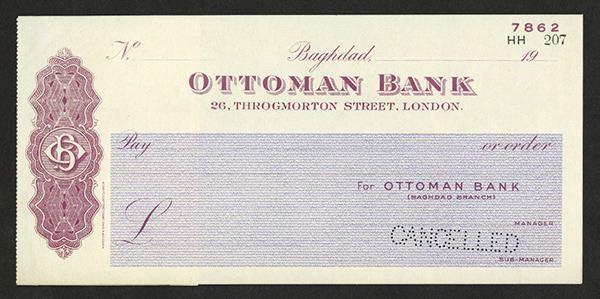 7862
HH 207
No. Baghdad, 19
OTTOMAN BANK
26, THROGMORTON STREET, LONDON.
Pay or order
For OTTOMAN BANK
(BAGHDAD BRANCH)
£
MANAGER
CANCELLED
SUB-MANAGER